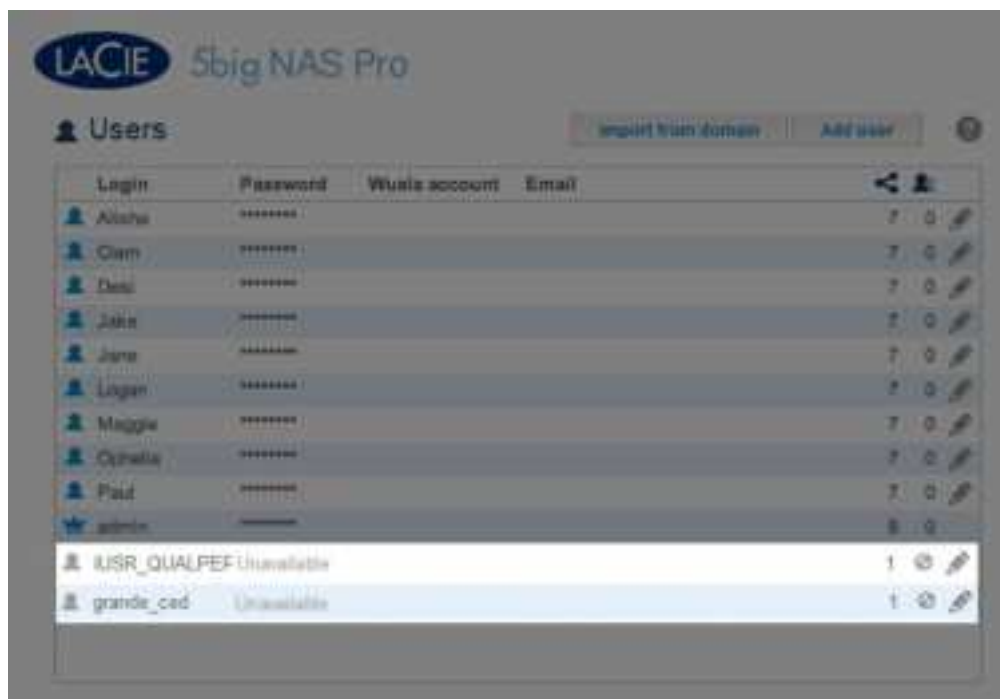 LACIE 5big NAS Pro
Users Import from domain Add user
Login Password Wuala account Email
Alisha ******** 7 0
Clam ******** 7 0
Desi ******** 7 0
Jake ******** 7 0
Jane ******** 7 0
Logan ******** 7 0
Maggie ******** 7 0
Ophelia ******** 7 0
Paul ******** 7 0
admin ******** 8 0
IUSR_QUALPEF Unavailable 1
grande_ced Unavailable 1